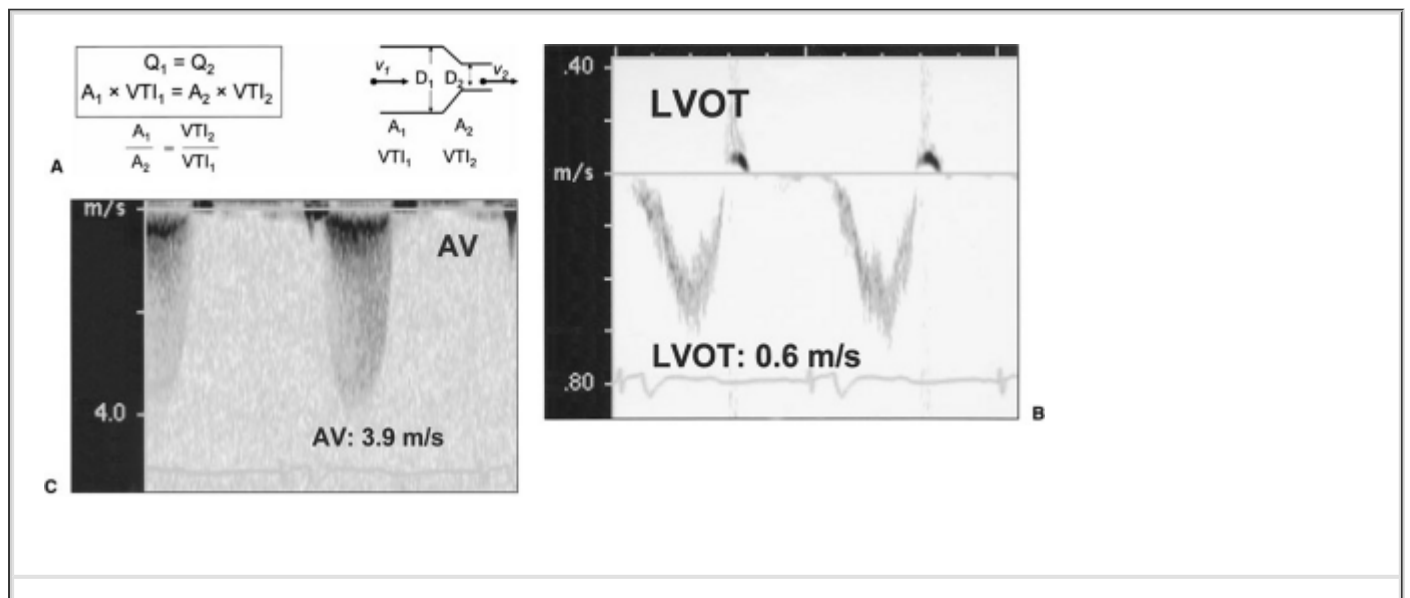 Q₁ = Q₂
A₁ × VTI₁ = A₂ × VTI₂
A₁ / A₂ = VTI₂ / VTI₁
v₁ D₁ D₂ v₂
A₁ A₂
VTI₁ VTI₂
A
.40
LVOT
m/s
LVOT: 0.6 m/s
.80
B
m/s
AV
4.0
AV: 3.9 m/s
C